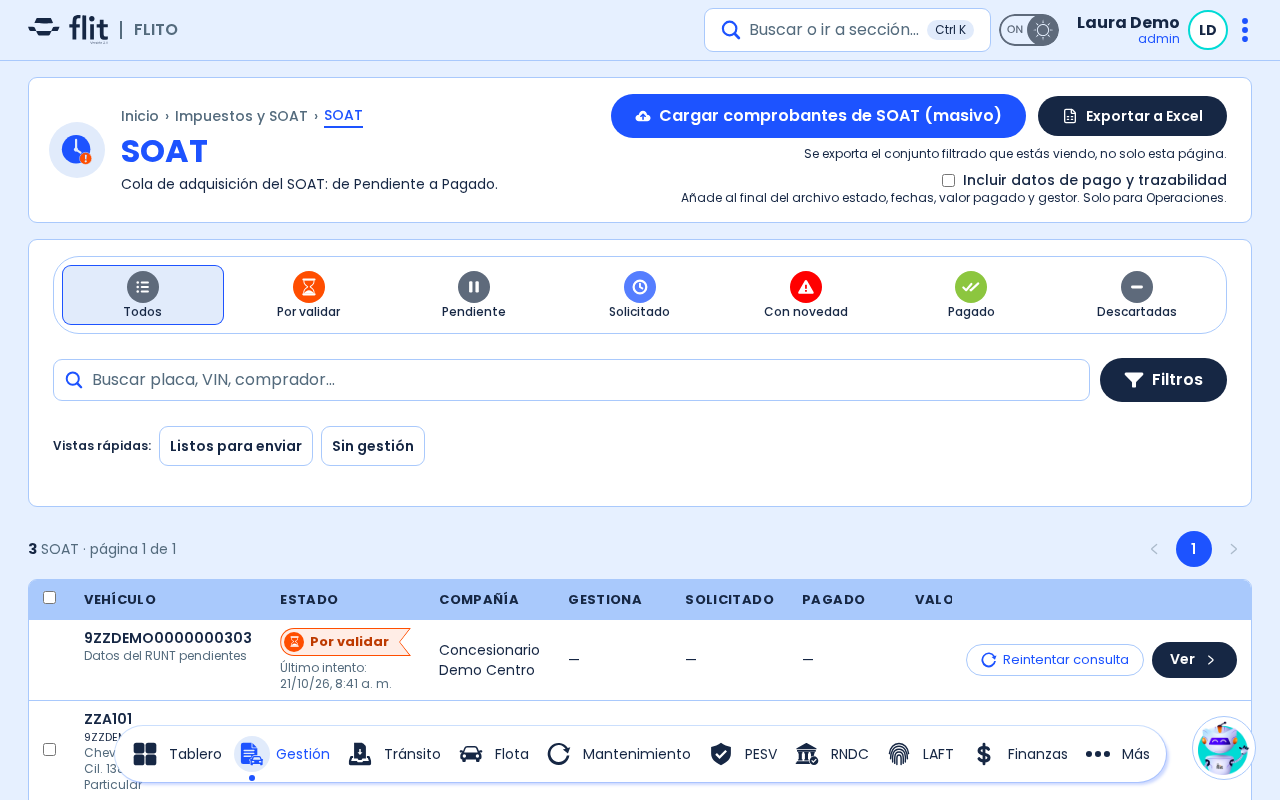 flit
FLITO
Buscar o ir a sección...
Ctrl K
ON
Laura Demo
admin
LD
Inicio › Impuestos y SOAT › SOAT
SOAT
Cola de adquisición del SOAT: de Pendiente a Pagado.
Cargar comprobantes de SOAT (masivo)
Exportar a Excel
Se exporta el conjunto filtrado que estás viendo, no solo esta página.
Incluir datos de pago y trazabilidad
Añade al final del archivo estado, fechas, valor pagado y gestor. Solo para Operaciones.
Todos
Por validar
Pendiente
Solicitado
Con novedad
Pagado
Descartadas
Buscar placa, VIN, comprador...
Filtros
Vistas rápidas:
Listos para enviar
Sin gestión
3 SOAT · página 1 de 1
1
VEHÍCULO ESTADO COMPAÑÍA GESTIONA SOLICITADO PAGADO VALO
9ZZDEMO0000000303
Datos del RUNT pendientes
Por validar
Último intento:
21/10/26, 8:41 a. m.
Concesionario
Demo Centro
—
—
—
Reintentar consulta
Ver
ZZA101
Particular
Tablero
Gestión
Tránsito
Flota
Mantenimiento
PESV
RNDC
LAFT
Finanzas
Más